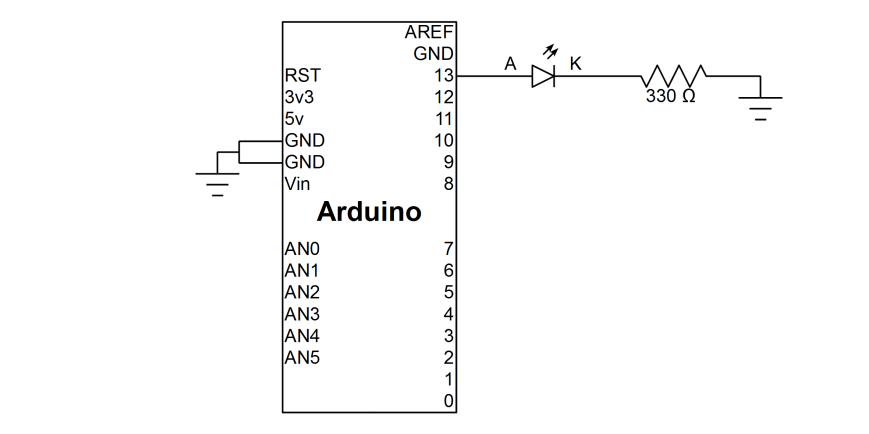 AREF
GND
RST 13 A K
3v3 12 330 Ω
5v 11
GND 10
GND 9
Vin 8
Arduino
AN0 7
AN1 6
AN2 5
AN3 4
AN4 3
AN5 2
1
0